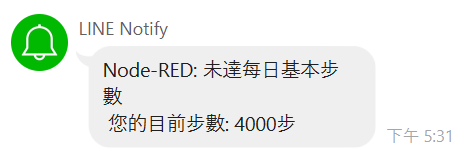 LINE Notify
Node-RED: 未達每日基本步
數
您的目前步數: 4000步
下午 5:31